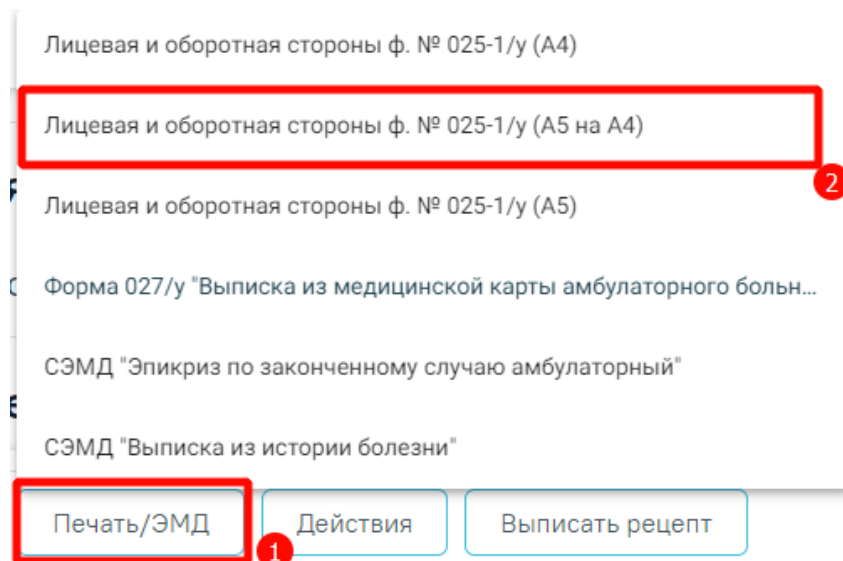 Лицевая и оборотная стороны ф. № 025-1/у (А4)
Лицевая и оборотная стороны ф. № 025-1/у (А5 на А4)
2
Лицевая и оборотная стороны ф. № 025-1/у (А5)
Форма 027/у "Выписка из медицинской карты амбулаторного больн...
СЭМД "Эпикриз по законченному случаю амбулаторный"
СЭМД "Выписка из истории болезни"
Печать/ЭМД
1
Действия
Выписать рецепт